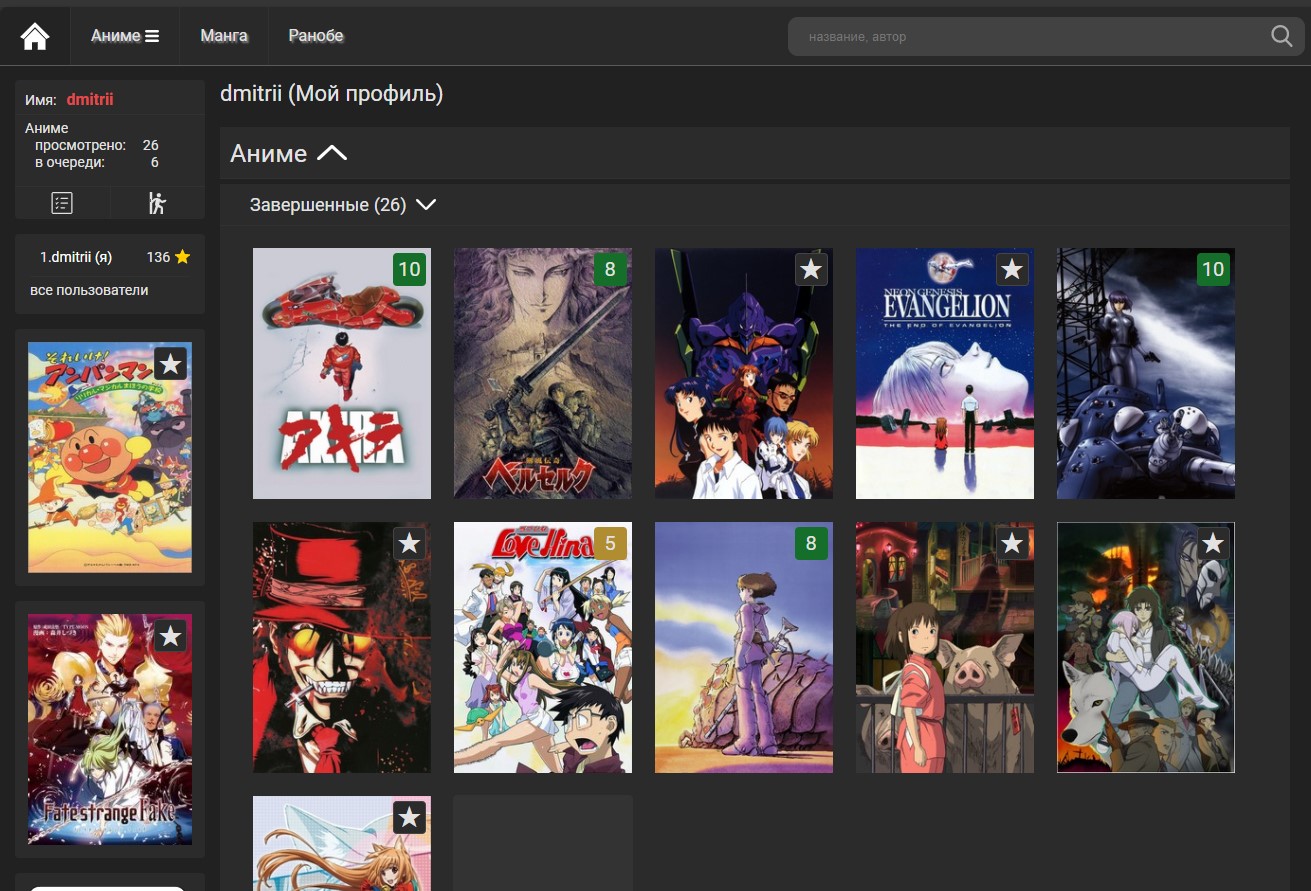 Аниме
Манга
Ранобе
название, автор
Имя: dmitrii
Аниме
просмотрено: 26
в очереди: 6
1.dmitrii (я) 136
все пользователи
dmitrii (Мой профиль)
Аниме
Завершенные (26)
10
AKIRA
アキラ
8
ベルセルク
NEON GENESIS
EVANGELION
THE END OF EVANGELION
10
Love Hina
5
8
それいけ!
アンパンマン
Fate strange Fake